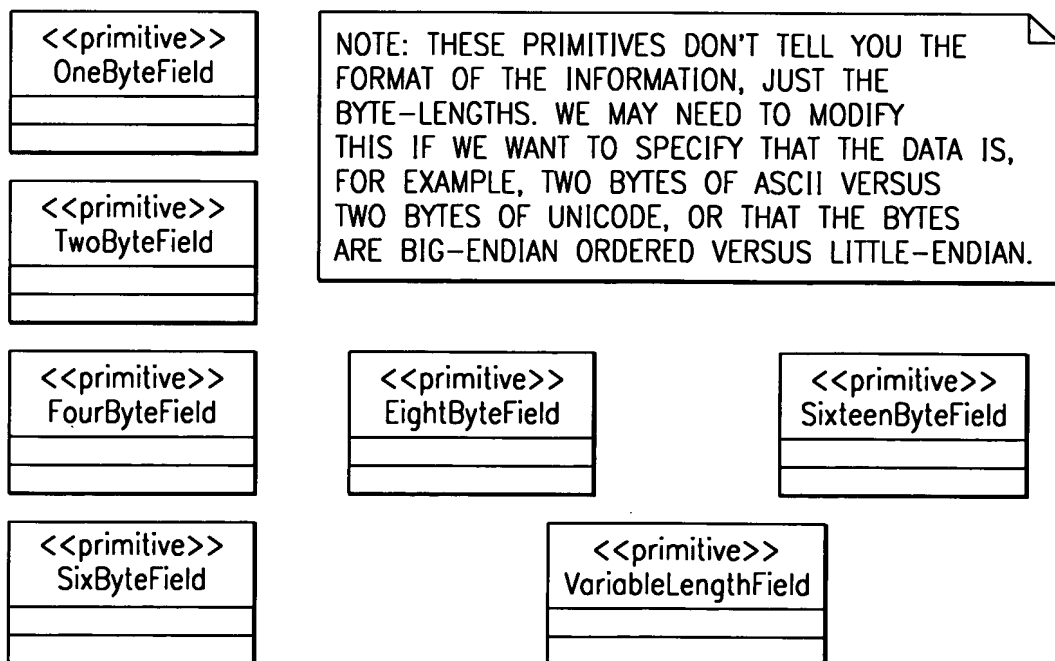 <<primitive>>
OneByteField
NOTE: THESE PRIMITIVES DON'T TELL YOU THE
FORMAT OF THE INFORMATION, JUST THE
BYTE-LENGTHS. WE MAY NEED TO MODIFY
THIS IF WE WANT TO SPECIFY THAT THE DATA IS,
FOR EXAMPLE, TWO BYTES OF ASCII VERSUS
TWO BYTES OF UNICODE, OR THAT THE BYTES
ARE BIG-ENDIAN ORDERED VERSUS LITTLE-ENDIAN.
<<primitive>>
TwoByteField
<<primitive>>
FourByteField
<<primitive>>
EightByteField
<<primitive>>
SixteenByteField
<<primitive>>
SixByteField
<<primitive>>
VariableLengthField